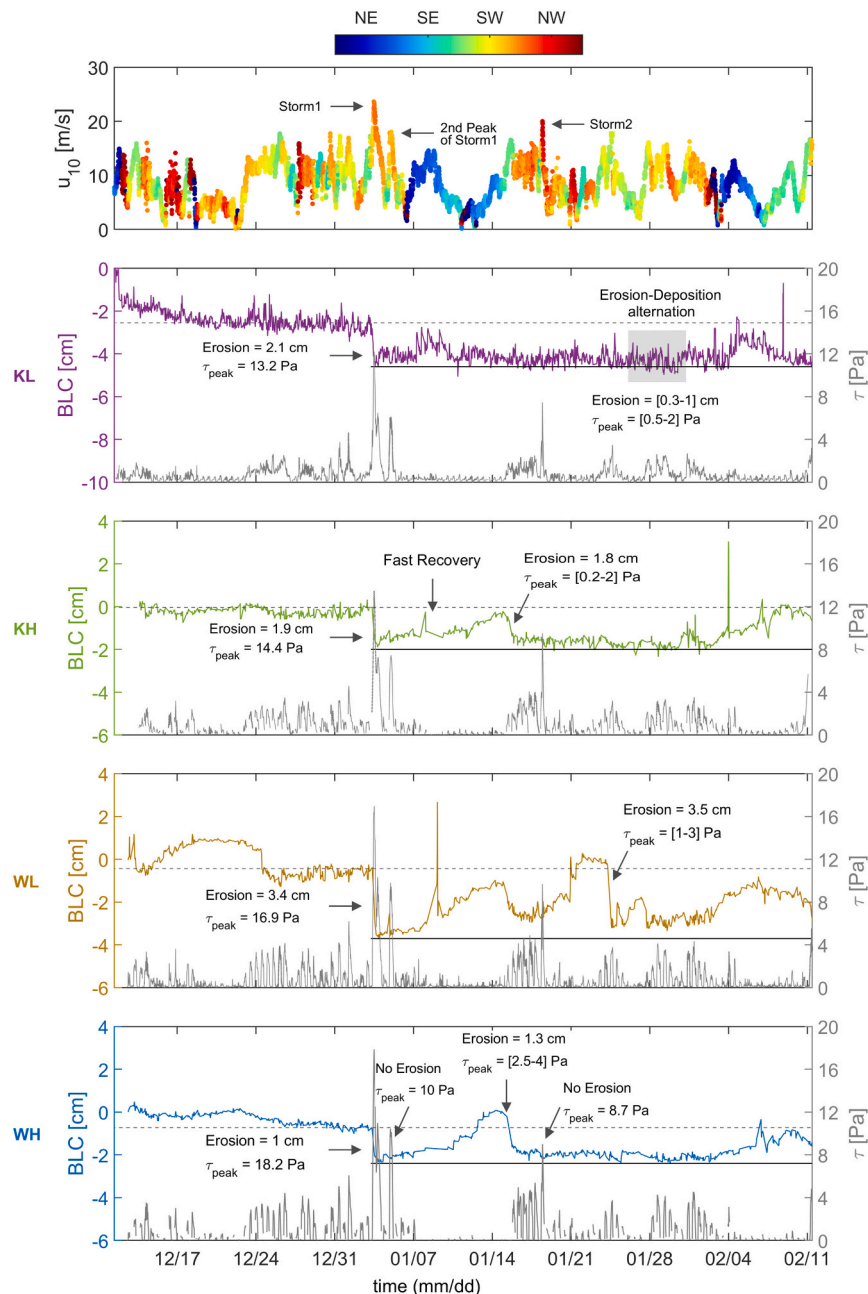 NE SE SW NW
30
20
10
0
u10 [m/s]
Storm1
2nd Peak
of Storm1
Storm2
KL
BLC [cm]
0
-2
-4
-6
-8
-10
Erosion = 2.1 cm
τpeak = 13.2 Pa
Erosion-Deposition
alternation
Erosion = [0.3-1] cm
τpeak = [0.5-2] Pa
20
16
12
8
4
0
τ [Pa]
KH
BLC [cm]
4
2
0
-2
-4
-6
Erosion = 1.9 cm
τpeak = 14.4 Pa
Fast Recovery
Erosion = 1.8 cm
τpeak = [0.2-2] Pa
20
16
12
8
4
0
τ [Pa]
WL
BLC [cm]
4
2
0
-2
-4
-6
Erosion = 3.4 cm
τpeak = 16.9 Pa
Erosion = 3.5 cm
τpeak = [1-3] Pa
20
16
12
8
4
0
τ [Pa]
WH
BLC [cm]
4
2
0
-2
-4
-6
Erosion = 1 cm
τpeak = 18.2 Pa
No Erosion
τpeak = 10 Pa
Erosion = 1.3 cm
τpeak = [2.5-4] Pa
No Erosion
τpeak = 8.7 Pa
20
16
12
8
4
0
τ [Pa]
12/17 12/24 12/31 01/07 01/14 01/21 01/28 02/04 02/11
time (mm/dd)